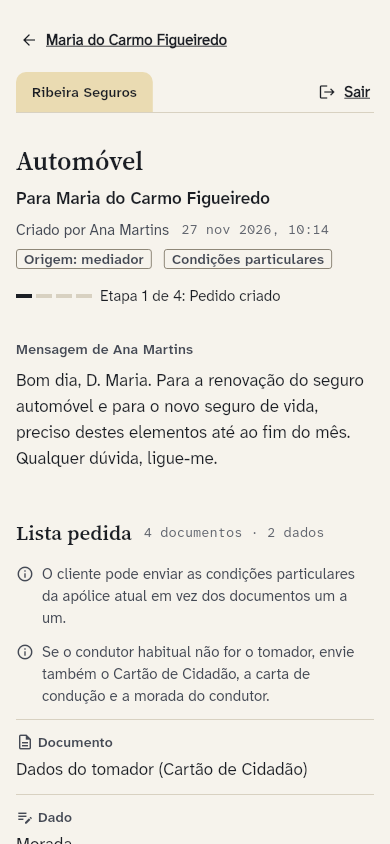 Maria do Carmo Figueiredo
Ribeira Seguros
Sair
Automóvel
Para Maria do Carmo Figueiredo
Criado por Ana Martins 27 nov 2026, 10:14
Origem: mediador Condições particulares
Etapa 1 de 4: Pedido criado
Mensagem de Ana Martins
Bom dia, D. Maria. Para a renovação do seguro
automóvel e para o novo seguro de vida,
preciso destes elementos até ao fim do mês.
Qualquer dúvida, ligue-me.
Lista pedida 4 documentos · 2 dados
O cliente pode enviar as condições particulares
da apólice atual em vez dos documentos um a
um.
Se o condutor habitual não for o tomador, envie
também o Cartão de Cidadão, a carta de
condução e a morada do condutor.
Documento
Dados do tomador (Cartão de Cidadão)
Dado
Morada